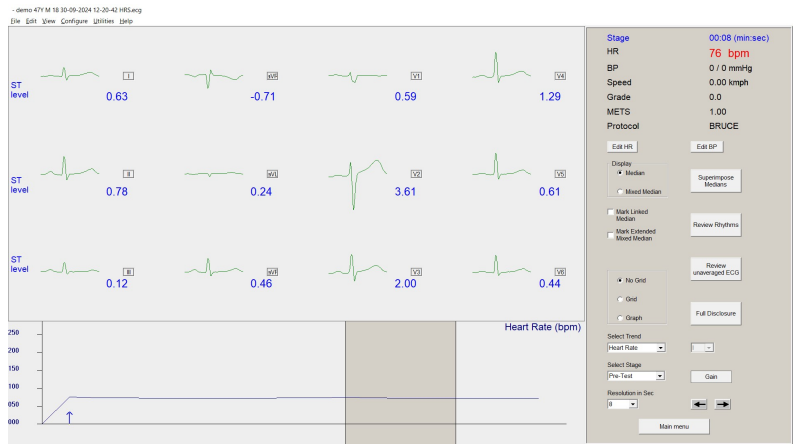 - demo 47Y M 18 30-09-2024 12-20-42 HRS.ecg
File Edit View Configure Utilities Help
I aVR V1 V4
ST
level
0.63 -0.71 0.59 1.29
II aVL V2 V5
ST
level
0.78 0.24 3.61 0.61
III aVF V3 V6
ST
level
0.12 0.46 2.00 0.44
Heart Rate (bpm)
250
200
150
100
050
000
Stage 00:08 (min:sec)
HR 76 bpm
BP 0 / 0 mmHg
Speed 0.00 kmph
Grade 0.0
METS 1.00
Protocol BRUCE
Edit HR Edit BP
Display
Median
Mixed Median
Superimpose
Medians
Mark Linked
Median
Mark Extended
Mixed Median
Review Rhythms
Review
unaveraged ECG
No Grid
Grid
Graph
Full Disclosure
Select Trend
Heart Rate
Select Stage
Pre-Test Gain
Resolution in Sec.
8
Main menu